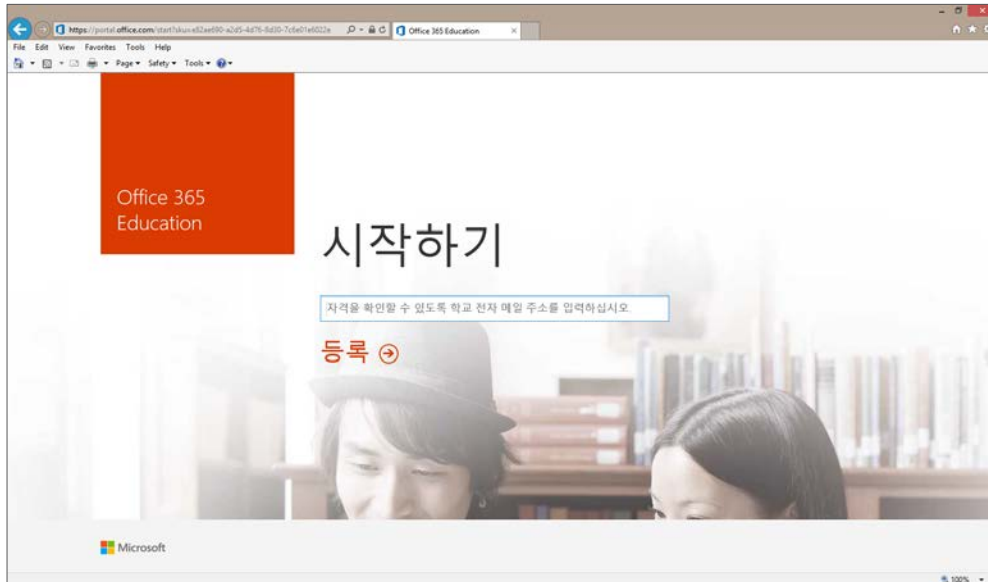 Office 365 Education
File Edit View Favorites Tools Help
Page Safety Tools
Office 365
Education
시작하기
자격을 확인할 수 있도록 학교 전자 메일 주소를 입력하십시오.
등록
Microsoft
100%